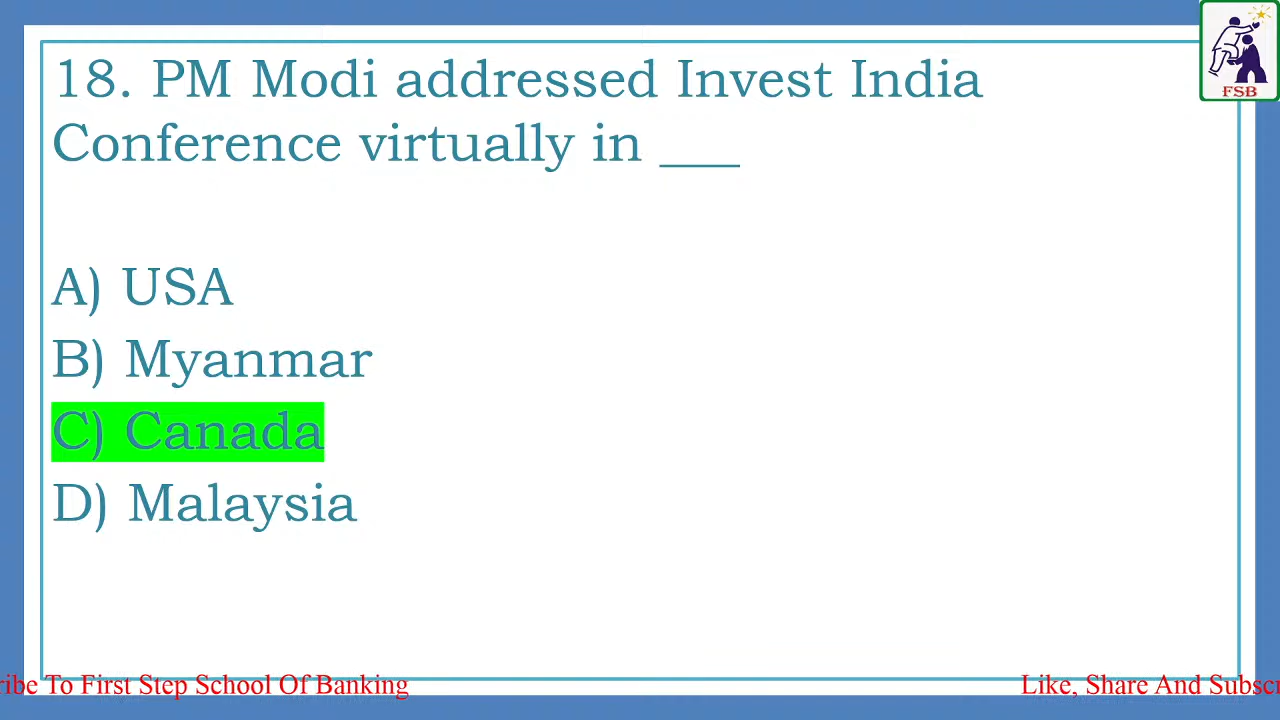 18. PM Modi addressed Invest India
Conference virtually in ___
A) USA
B) Myanmar
C) Canada
D) Malaysia
FSB
ribe To First Step School Of Banking
Like, Share And Subscr